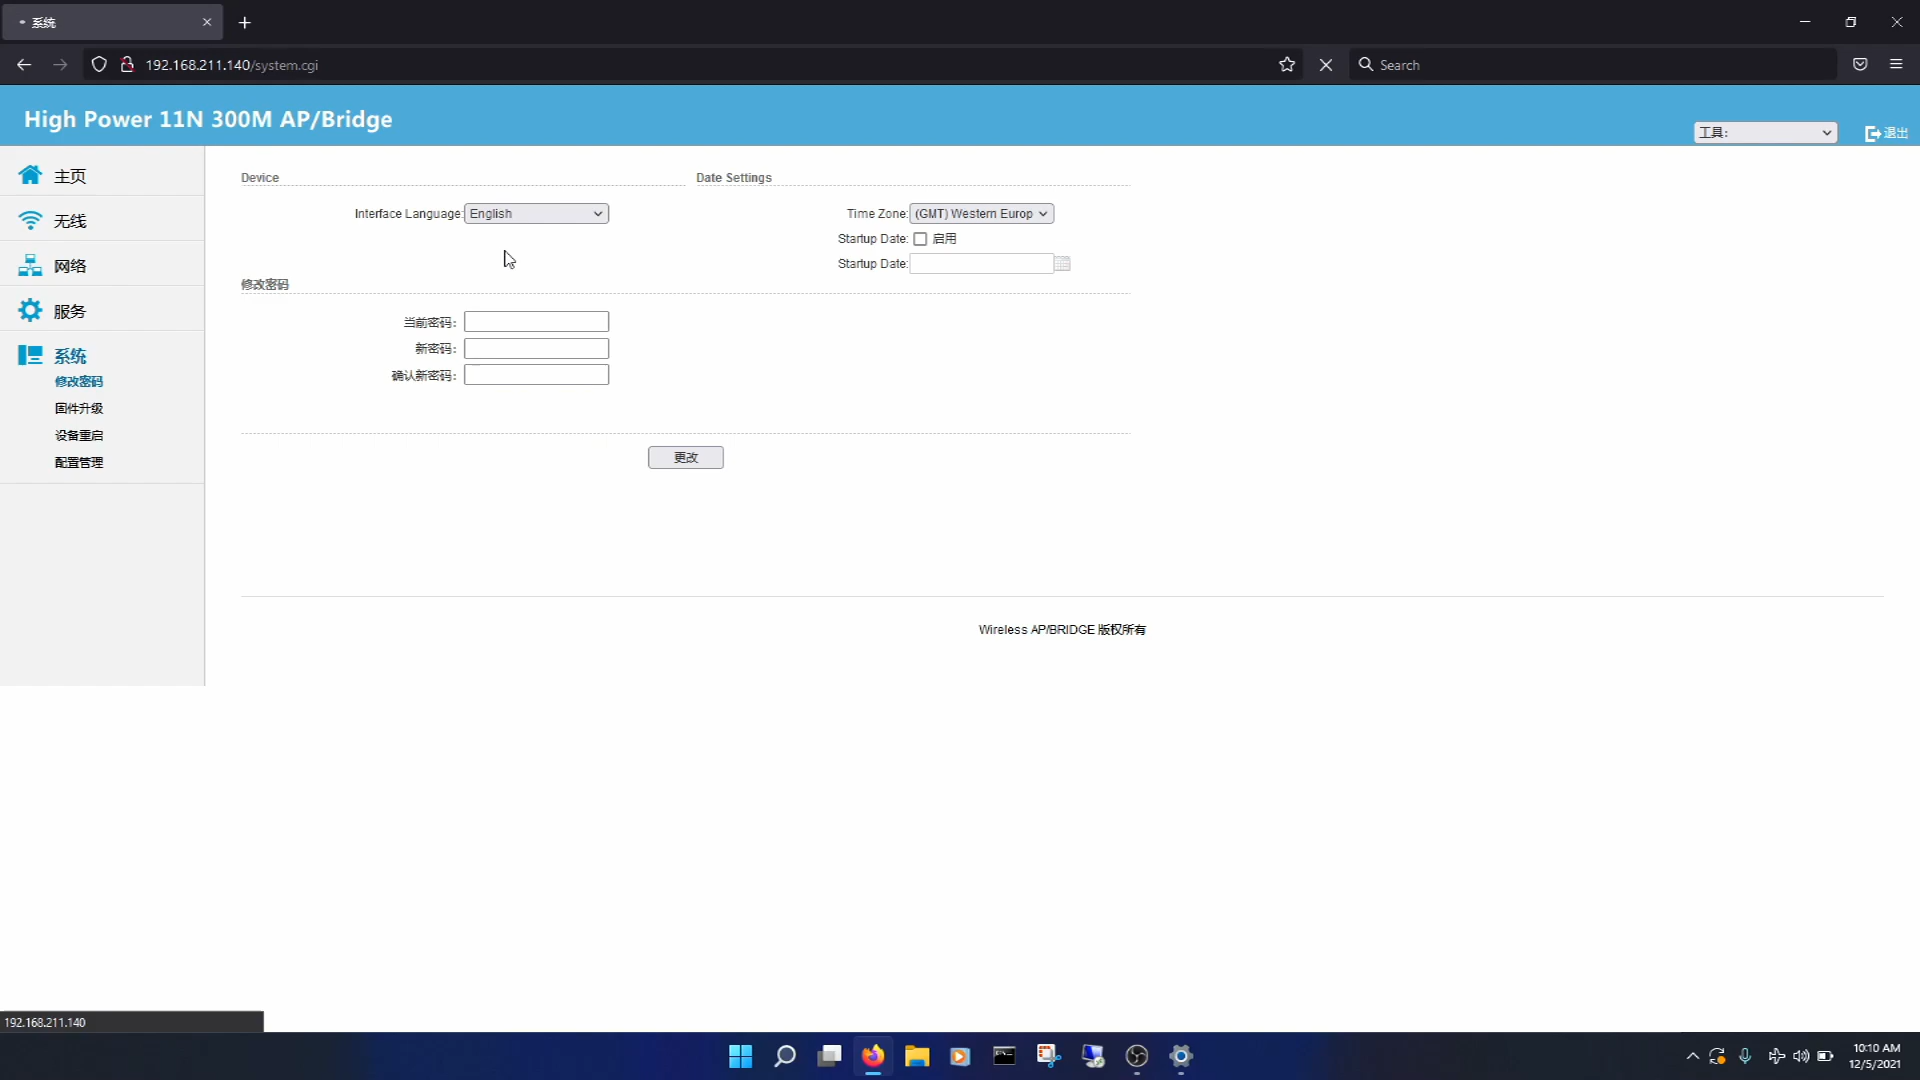 系统
192.168.211.140/system.cgi
Search
High Power 11N 300M AP/Bridge
工具:
退出
主页
无线
网络
服务
系统
修改密码
固件升级
设备重启
配置管理
Device
Date Settings
Interface Language: English
Time Zone: (GMT) Western Europ
Startup Date: 启用
Startup Date:
修改密码
当前密码:
新密码:
确认新密码:
更改
Wireless AP/BRIDGE 版权所有
192.168.211.140
10:10 AM
12/5/2021